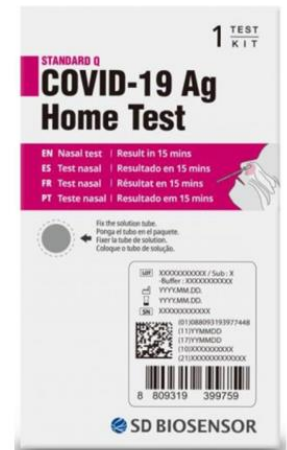 1 TEST
KIT
STANDARD Q
COVID-19 Ag
Home Test
EN Nasal test | Result in 15 mins
ES Test nasal | Resultado en 15 mins
FR Test nasal | Résultat en 15 mins
PT Teste nasal | Resultado em 15 mins
Fix the solution tube.
Ponga el tubo en el paquete.
Fixer la tube de solution.
Coloque o tubo de solução.
LOT XXXXXXXXXXX / Sub : X
-Buffer : XXXXXXXXXXX
YYYY.MM.DD.
YYYY.MM.DD.
SN XXXXXXXXXXXX
(01)08809319397744​8
(11)YYMMDD
(17)YYMMDD
(10)XXXXXXXXXX
(21)XXXXXXXXXXXXX
8 809319 399759
SD BIOSENSOR